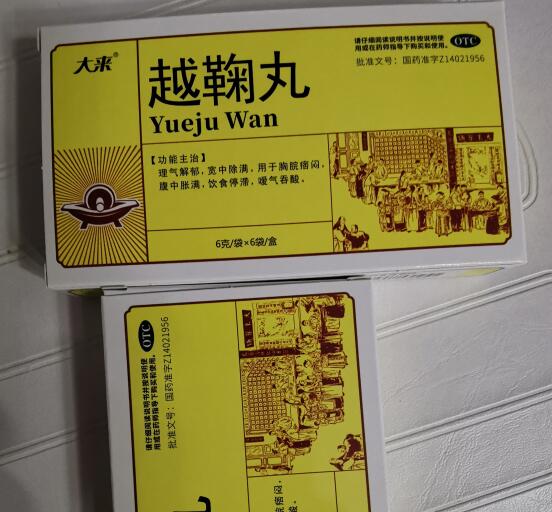 大来®
越鞠丸
Yueju Wan
请仔细阅读说明书并按说明使
用或在药师指导下购买和使用。
OTC
批准文号：国药准字Z14021956
【功能主治】
理气解郁，宽中除满，用于胸脘痞闷，
腹中胀满，饮食停滞，嗳气吞酸。
6克/袋×6袋/盒
OTC
请仔细阅读说明书并按说明使
用或在药师指导下购买和使用。
批准文号：国药准字Z14021956
脘痞闷，
酸。